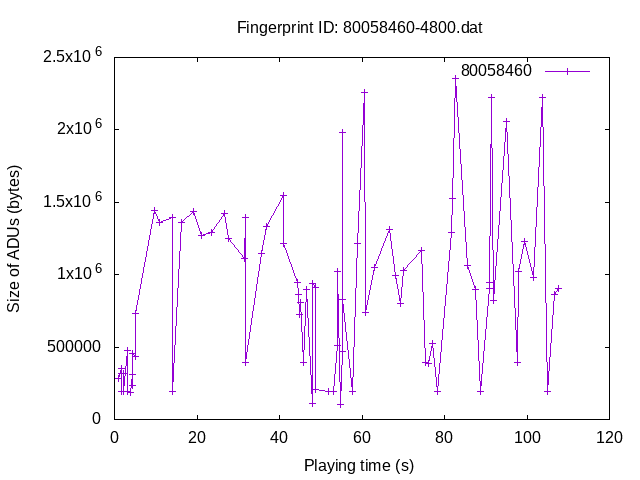 Fingerprint ID: 80058460-4800.dat
80058460
2.5x10^6
2x10^6
1.5x10^6
1x10^6
500000
0
Size of ADUs (bytes)
0 20 40 60 80 100 120
Playing time (s)